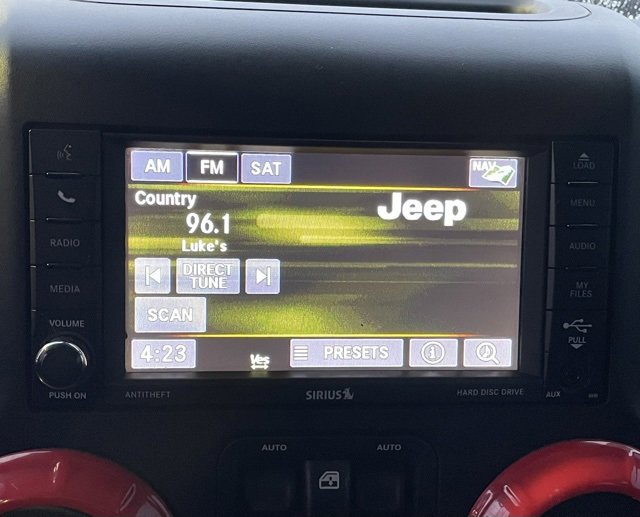 AM FM SAT NAV
LOAD
Country
Jeep
MENU
96.1
Luke's
RADIO
AUDIO
DIRECT
TUNE
MEDIA
MY
FILES
SCAN
VOLUME
PULL
4:23
Yes
PRESETS
PUSH ON
ANTITHEFT
SIRIUS
HARD DISC DRIVE
AUX
AUTO
AUTO